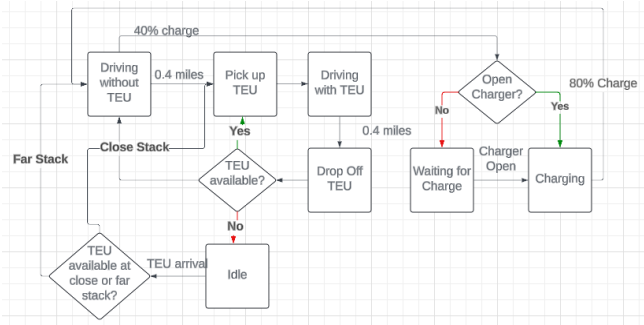 40% charge
Driving
without
TEU
0.4 miles
Pick up
TEU
Driving
with TEU
Open
Charger?
80% Charge
No
Yes
0.4 miles
Far Stack
Close Stack
Yes
TEU
available?
Drop Off
TEU
Waiting for
Charge
Charger
Open
Charging
No
TEU
available at
close or far
stack?
TEU arrival
Idle